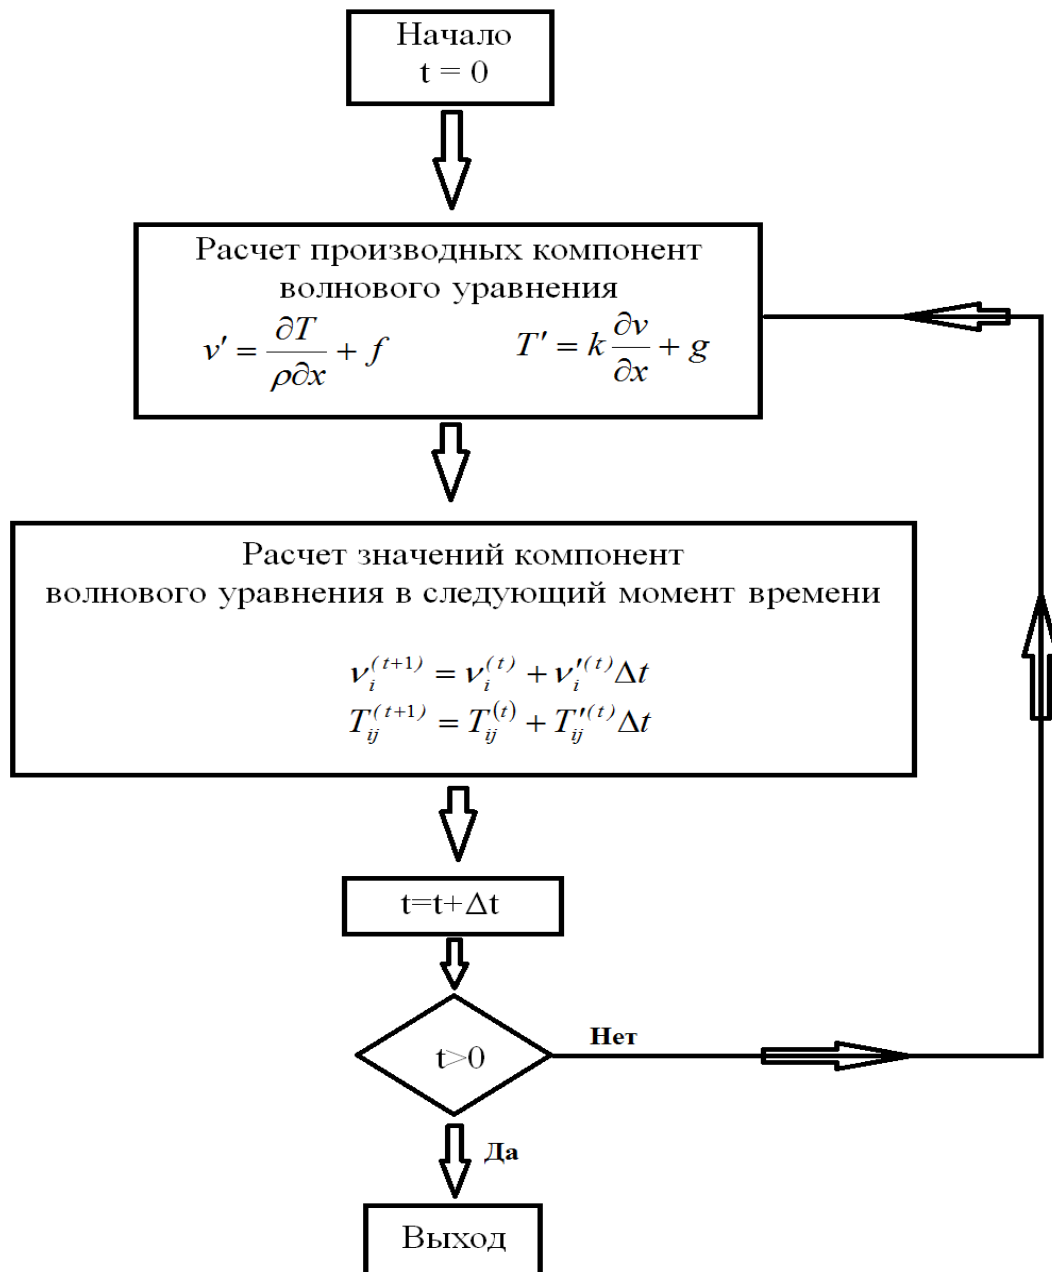 Начало
t = 0
Расчет производных компонент
волнового уравнения
v′ = ∂T/ρ∂x + f T′ = k ∂v/∂x + g
Расчет значений компонент
волнового уравнения в следующий момент времени
ν_i^(t+1) = ν_i^(t) + ν′_i^(t) Δt
T_ij^(t+1) = T_ij^(t) + T′_ij^(t) Δt
t=t+Δt
Нет
t>0
Да
Выход